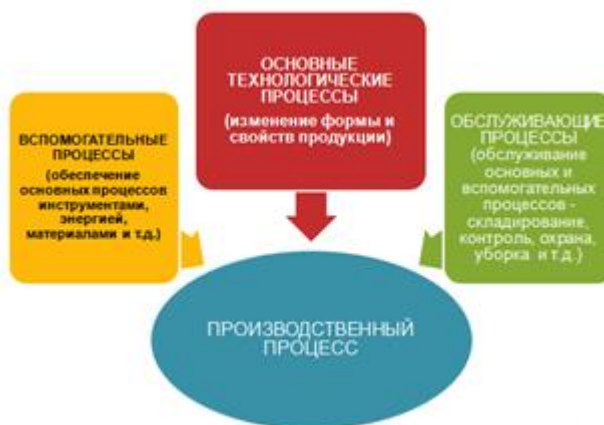 ОСНОВНЫЕ
ТЕХНОЛОГИЧЕСКИЕ
ПРОЦЕССЫ
(изменение формы и
свойств продукции)
ВСПОМОГАТЕЛЬНЫЕ
ПРОЦЕССЫ
(обеспечение
основных процессов
инструментами,
энергией,
материалами и т.д.)
ОБСЛУЖИВАЮЩИЕ
ПРОЦЕССЫ
(обслуживание
основных и
вспомогательных
процессов -
складирование,
контроль, охрана,
уборка и т.д.)
ПРОИЗВОДСТВЕННЫЙ
ПРОЦЕСС